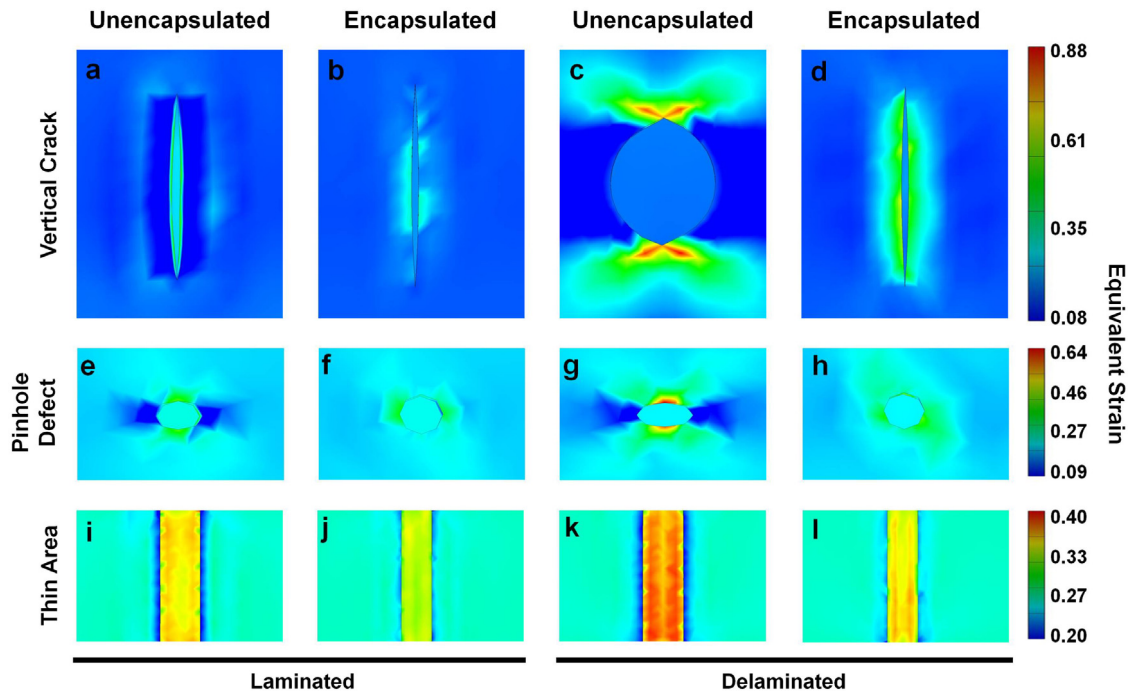 Unencapsulated Encapsulated Unencapsulated Encapsulated
Vertical Crack
a b c d
0.88
0.61
0.35
0.08
Pinhole
Defect
e f g h
0.64
0.46
0.27
0.09
Thin Area
i j k l
0.40
0.33
0.27
0.20
Equivalent Strain
Laminated Delaminated